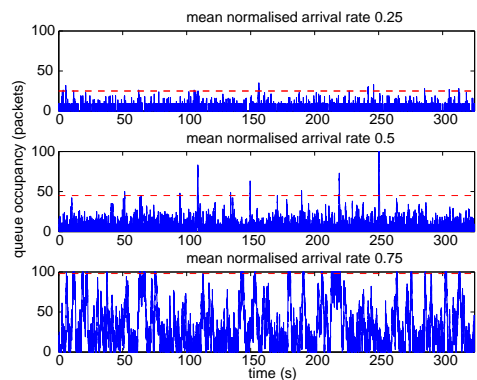 mean normalised arrival rate 0.25
100
50
0
0 50 100 150 200 250 300
mean normalised arrival rate 0.5
100
50
0
0 50 100 150 200 250 300
mean normalised arrival rate 0.75
100
50
0
0 50 100 150 200 250 300
time (s)
queue occupancy (packets)